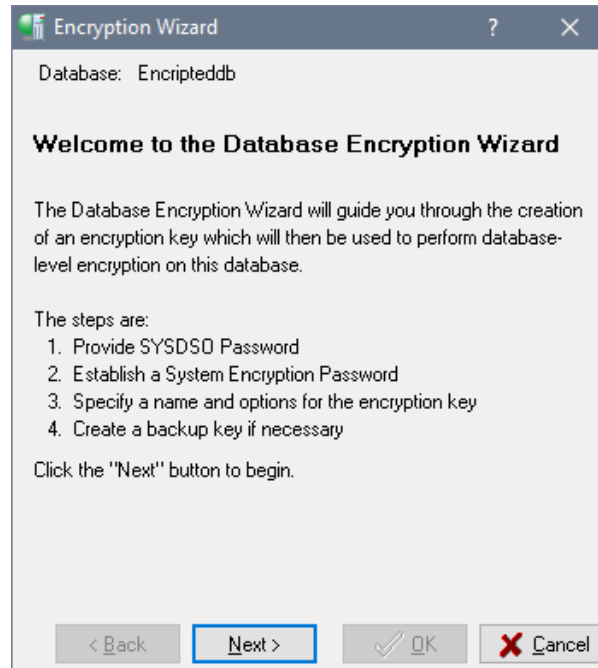 Encryption Wizard ? ×
Database: Encripteddb
Welcome to the Database Encryption Wizard
The Database Encryption Wizard will guide you through the creation
of an encryption key which will then be used to perform database-
level encryption on this database.
The steps are:
1. Provide SYSDSO Password
2. Establish a System Encryption Password
3. Specify a name and options for the encryption key
4. Create a backup key if necessary
Click the "Next" button to begin.
< Back Next > OK Cancel